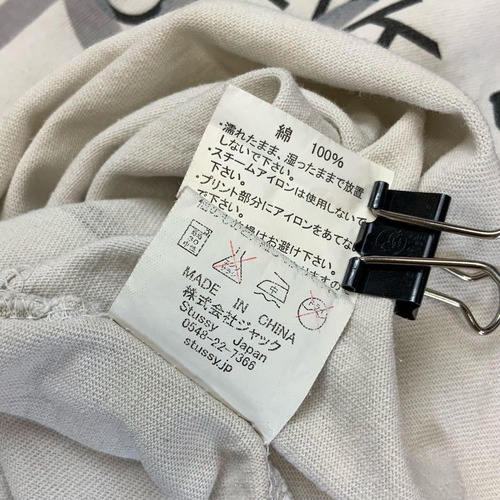 綿 100%
・濡れたまま、湿ったままで放置
しないで下さい。
・スチームアイロンは使用しないで
下さい。
・プリント部分にアイロンをあてな
下さい。
燥はお避け下さい。
中
MADE IN CHINA
株式会社ジャック
Stussy Japan
0548-22-7366
stussy.jp